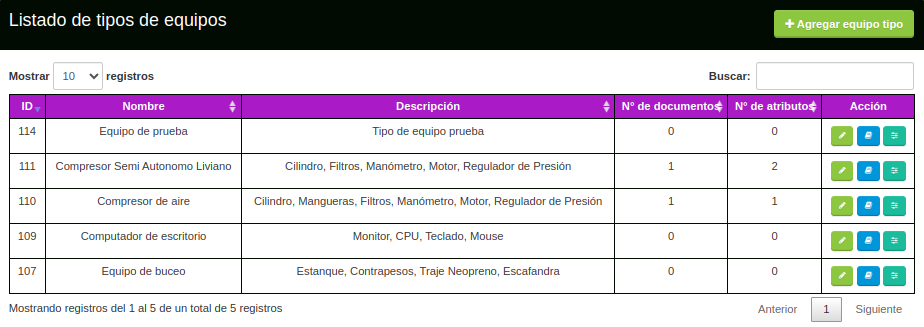 Listado de tipos de equipos
Agregar equipo tipo
Mostrar 10 registros Buscar:
ID Nombre Descripción Nº de documentos Nº de atributos Acción
114 Equipo de prueba Tipo de equipo prueba 0 0
111 Compresor Semi Autonomo Liviano Cilindro, Filtros, Manómetro, Motor, Regulador de Presión 1 2
110 Compresor de aire Cilindro, Mangueras, Filtros, Manómetro, Motor, Regulador de Presión 1 1
109 Computador de escritorio Monitor, CPU, Teclado, Mouse 0 0
107 Equipo de buceo Estanque, Contrapesos, Traje Neopreno, Escafandra 0 0
Mostrando registros del 1 al 5 de un total de 5 registros Anterior 1 Siguiente